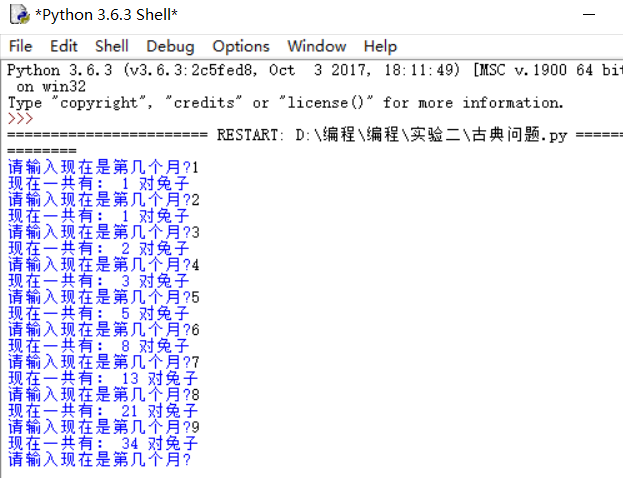 *Python 3.6.3 Shell*
File Edit Shell Debug Options Window Help
Python 3.6.3 (v3.6.3:2c5fed8, Oct  3 2017, 18:11:49) [MSC v.1900 64 bit
 on win32
Type "copyright", "credits" or "license()" for more information.
>>>
======================= RESTART: D:\编程\编程\实验二\古典问题.py ======
========
请输入现在是第几个月?1
现在一共有： 1 对兔子
请输入现在是第几个月?2
现在一共有： 1 对兔子
请输入现在是第几个月?3
现在一共有： 2 对兔子
请输入现在是第几个月?4
现在一共有： 3 对兔子
请输入现在是第几个月?5
现在一共有： 5 对兔子
请输入现在是第几个月?6
现在一共有： 8 对兔子
请输入现在是第几个月?7
现在一共有： 13 对兔子
请输入现在是第几个月?8
现在一共有： 21 对兔子
请输入现在是第几个月?9
现在一共有： 34 对兔子
请输入现在是第几个月?